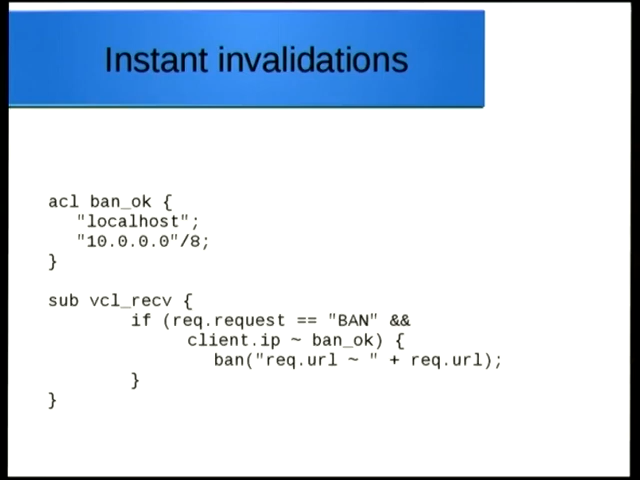 Instant invalidations
acl ban_ok {
"localhost";
"10.0.0.0"/8;
}
sub vcl_recv {
if (req.request == "BAN" &&
client.ip ~ ban_ok) {
ban("req.url ~ " + req.url);
}
}